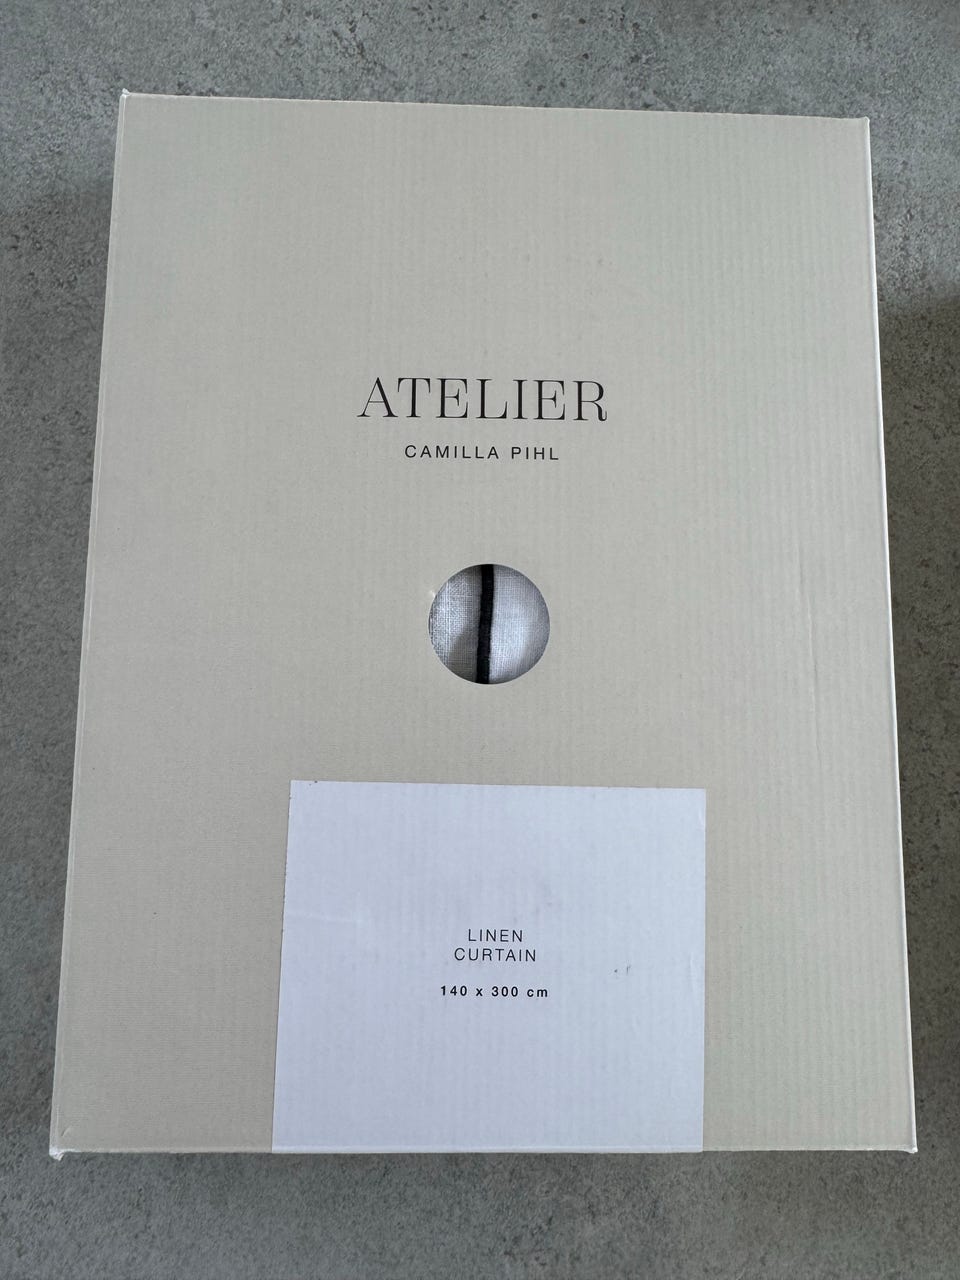 ATELIER
CAMILLA PIHL
LINEN
CURTAIN
140 x 300 cm